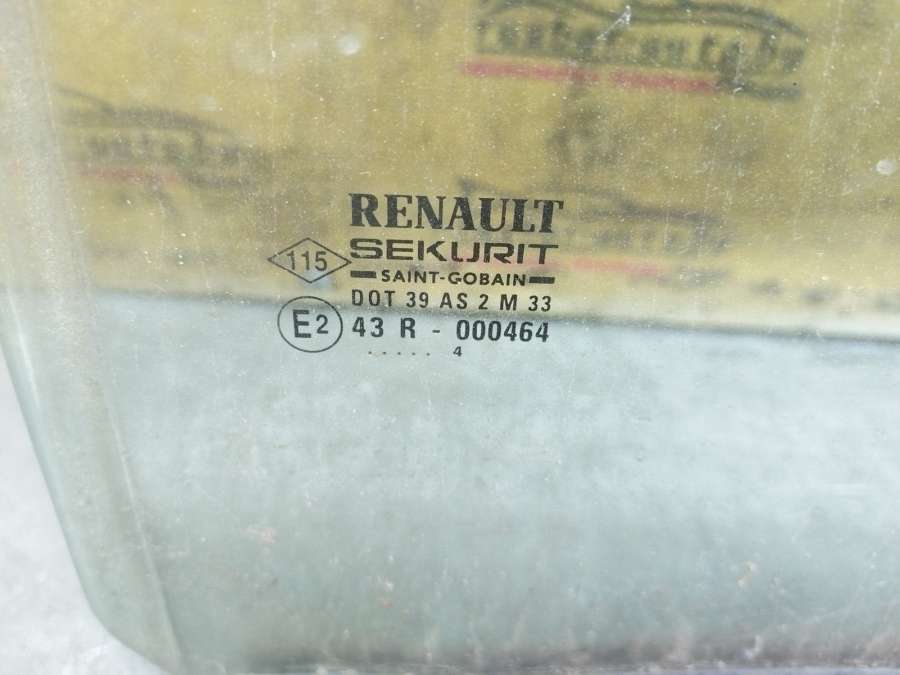 RENAULT
115
SEKURIT
SAINT-GOBAIN
DOT 39 AS 2 M 33
E2
43 R - 000464
..... 4